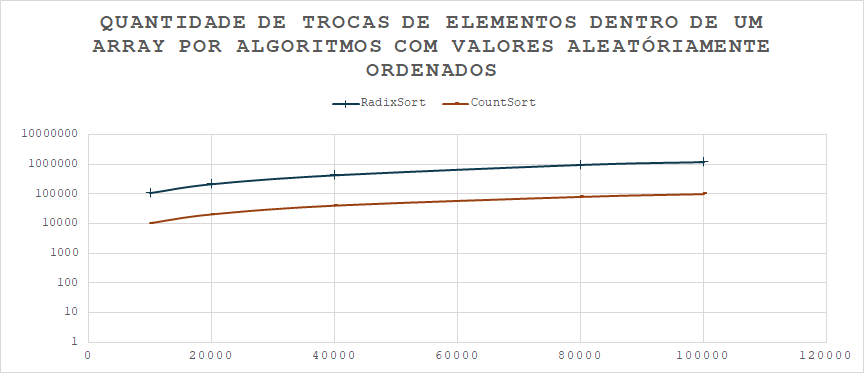 QUANTIDADE DE TROCAS DE ELEMENTOS DENTRO DE UM
ARRAY POR ALGORITMOS COM VALORES ALEATÓRIAMENTE
ORDENADOS
RadixSort CountSort
10000000
1000000
100000
10000
1000
100
10
1
0 20000 40000 60000 80000 100000 120000